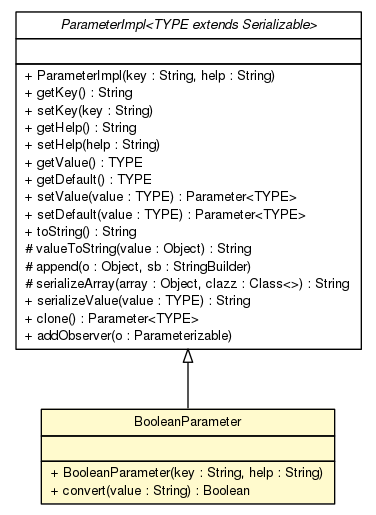 ParameterImpl<TYPE extends Serializable>
+ ParameterImpl(key : String, help : String)
+ getKey() : String
+ setKey(key : String)
+ getHelp() : String
+ setHelp(help : String)
+ getValue() : TYPE
+ getDefault() : TYPE
+ setValue(value : TYPE) : Parameter<TYPE>
+ setDefault(value : TYPE) : Parameter<TYPE>
+ toString() : String
# valueToString(value : Object) : String
# append(o : Object, sb : StringBuilder)
# serializeArray(array : Object, clazz : Class<>) : String
+ serializeValue(value : TYPE) : String
+ clone() : Parameter<TYPE>
+ addObserver(o : Parameterizable)
BooleanParameter
+ BooleanParameter(key : String, help : String)
+ convert(value : String) : Boolean